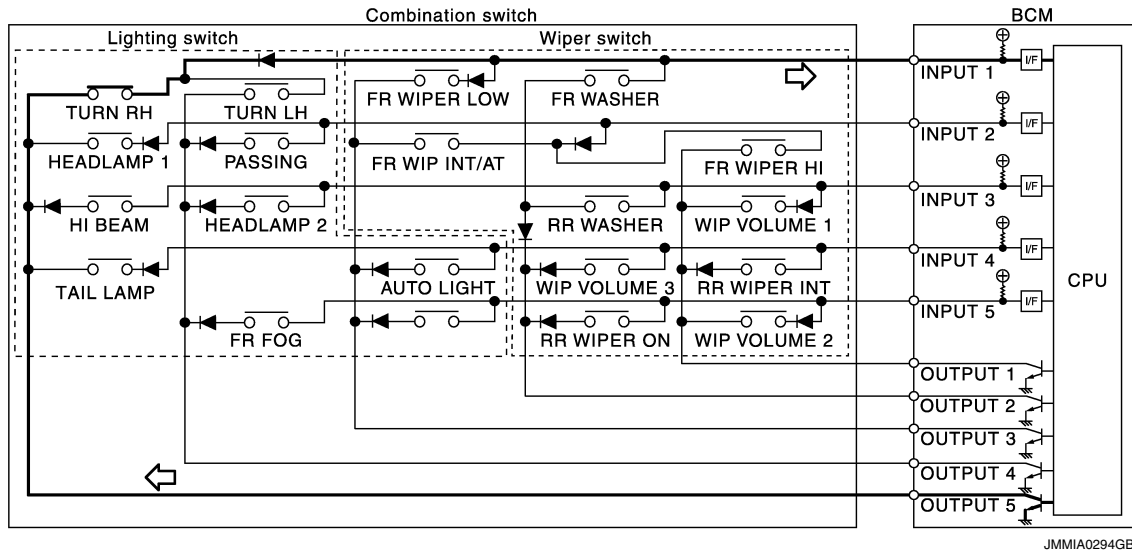 Combination switch
BCM
Lighting switch
Wiper switch
INPUT 1
I/F
TURN RH
TURN LH
FR WIPER LOW
FR WASHER
INPUT 2
I/F
HEADLAMP 1
PASSING
FR WIP INT/AT
FR WIPER HI
INPUT 3
I/F
HI BEAM
HEADLAMP 2
RR WASHER
WIP VOLUME 1
INPUT 4
I/F
CPU
TAIL LAMP
AUTO LIGHT
WIP VOLUME 3
RR WIPER INT
INPUT 5
I/F
FR FOG
RR WIPER ON
WIP VOLUME 2
OUTPUT 1
OUTPUT 2
OUTPUT 3
OUTPUT 4
OUTPUT 5
JMMIA0294GB